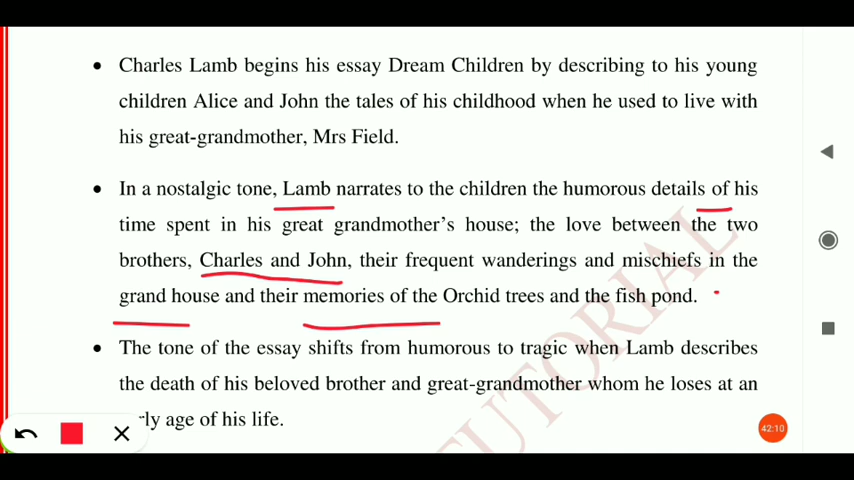 Charles Lamb begins his essay Dream Children by describing to his young
children Alice and John the tales of his childhood when he used to live with
his great-grandmother, Mrs Field.
In a nostalgic tone, Lamb narrates to the children the humorous details of his
time spent in his great grandmother's house; the love between the two
brothers, Charles and John, their frequent wanderings and mischiefs in the
grand house and their memories of the Orchid trees and the fish pond.
The tone of the essay shifts from humorous to tragic when Lamb describes
the death of his beloved brother and great-grandmother whom he loses at an
rly age of his life.
TUTORIAL
42:10